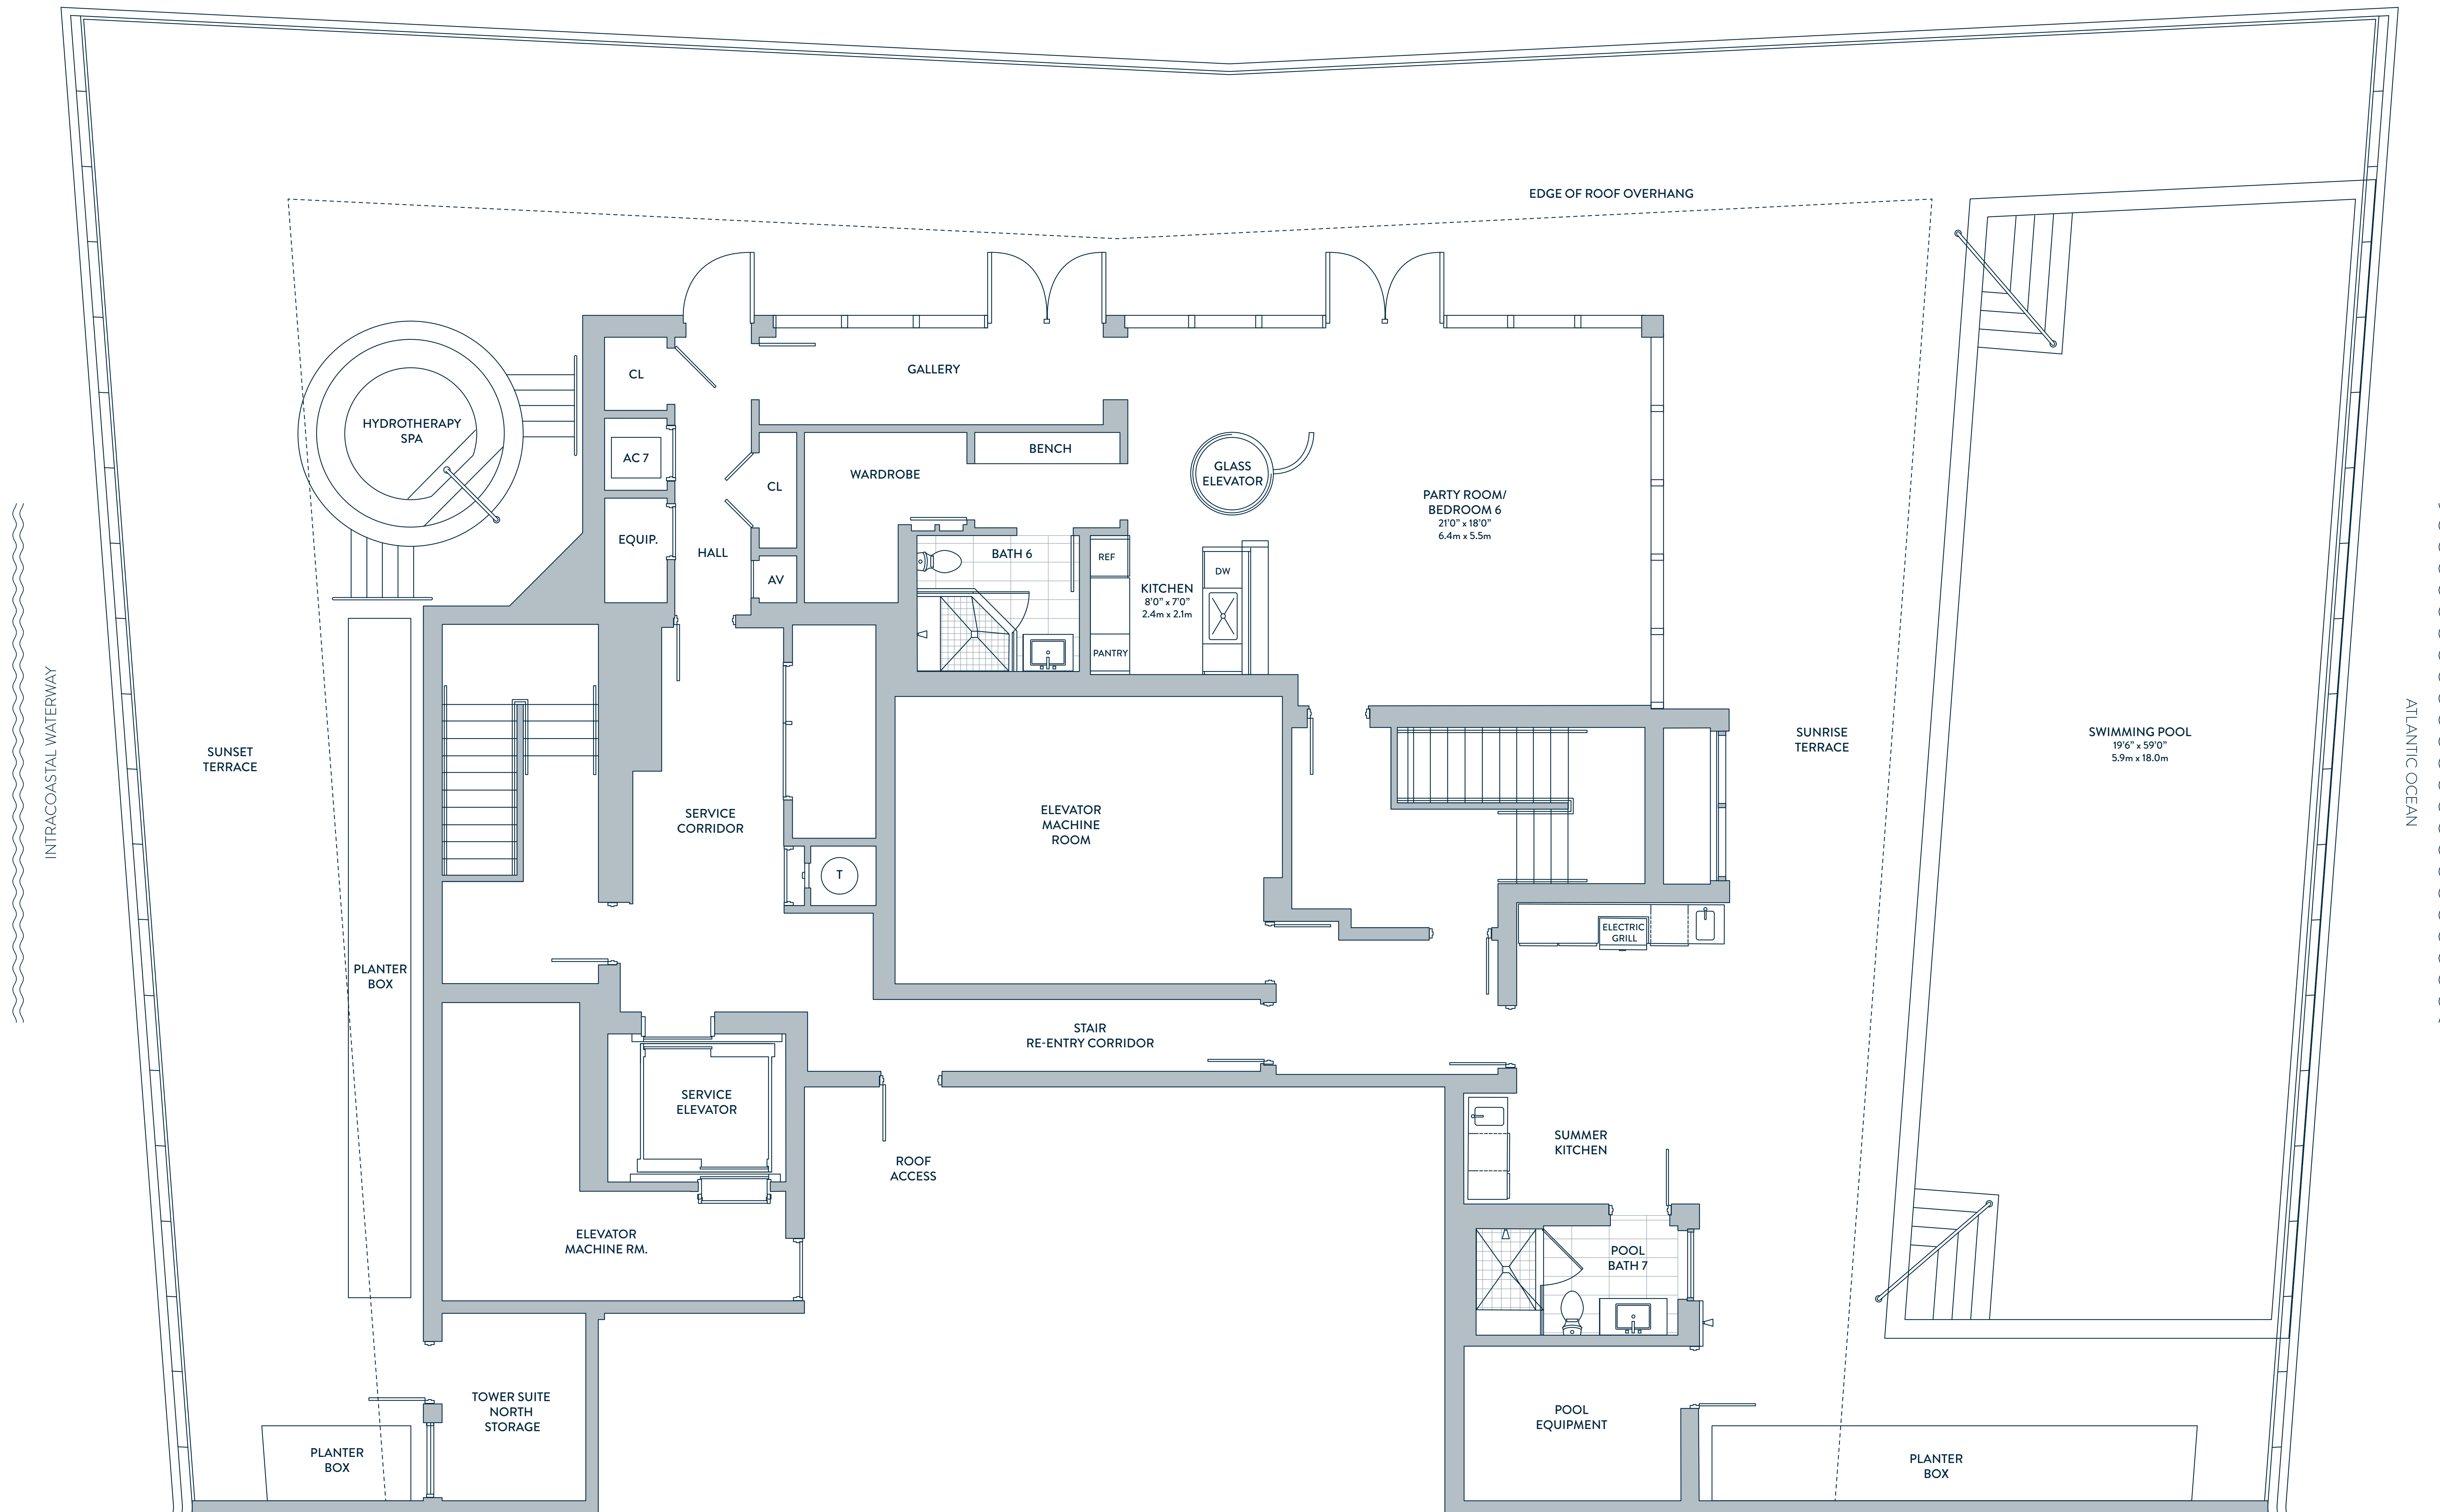 EDGE OF ROOF OVERHANG
CL
GALLERY
HYDROTHERAPY
SPA
AC 7
WARDROBE
BENCH
CL
GLASS
ELEVATOR
PARTY ROOM/
BEDROOM 6
21'0" x 18'0"
6.4m x 5.5m
EQUIP.
HALL
AV
BATH 6
REF
KITCHEN
8'0" x 7'0"
2.4m x 2.1m
DW
PANTRY
INTRACOASTAL WATERWAY
SUNSET
TERRACE
SERVICE
CORRIDOR
ELEVATOR
MACHINE
ROOM
SUNRISE
TERRACE
SWIMMING POOL
19'6" x 59'0"
5.9m x 18.0m
ATLANTIC OCEAN
T
PLANTER
BOX
ELECTRIC
GRILL
STAIR
RE-ENTRY CORRIDOR
SERVICE
ELEVATOR
ROOF
ACCESS
SUMMER
KITCHEN
ELEVATOR
MACHINE RM.
POOL
BATH 7
TOWER SUITE
NORTH
STORAGE
POOL
EQUIPMENT
PLANTER
BOX
PLANTER
BOX